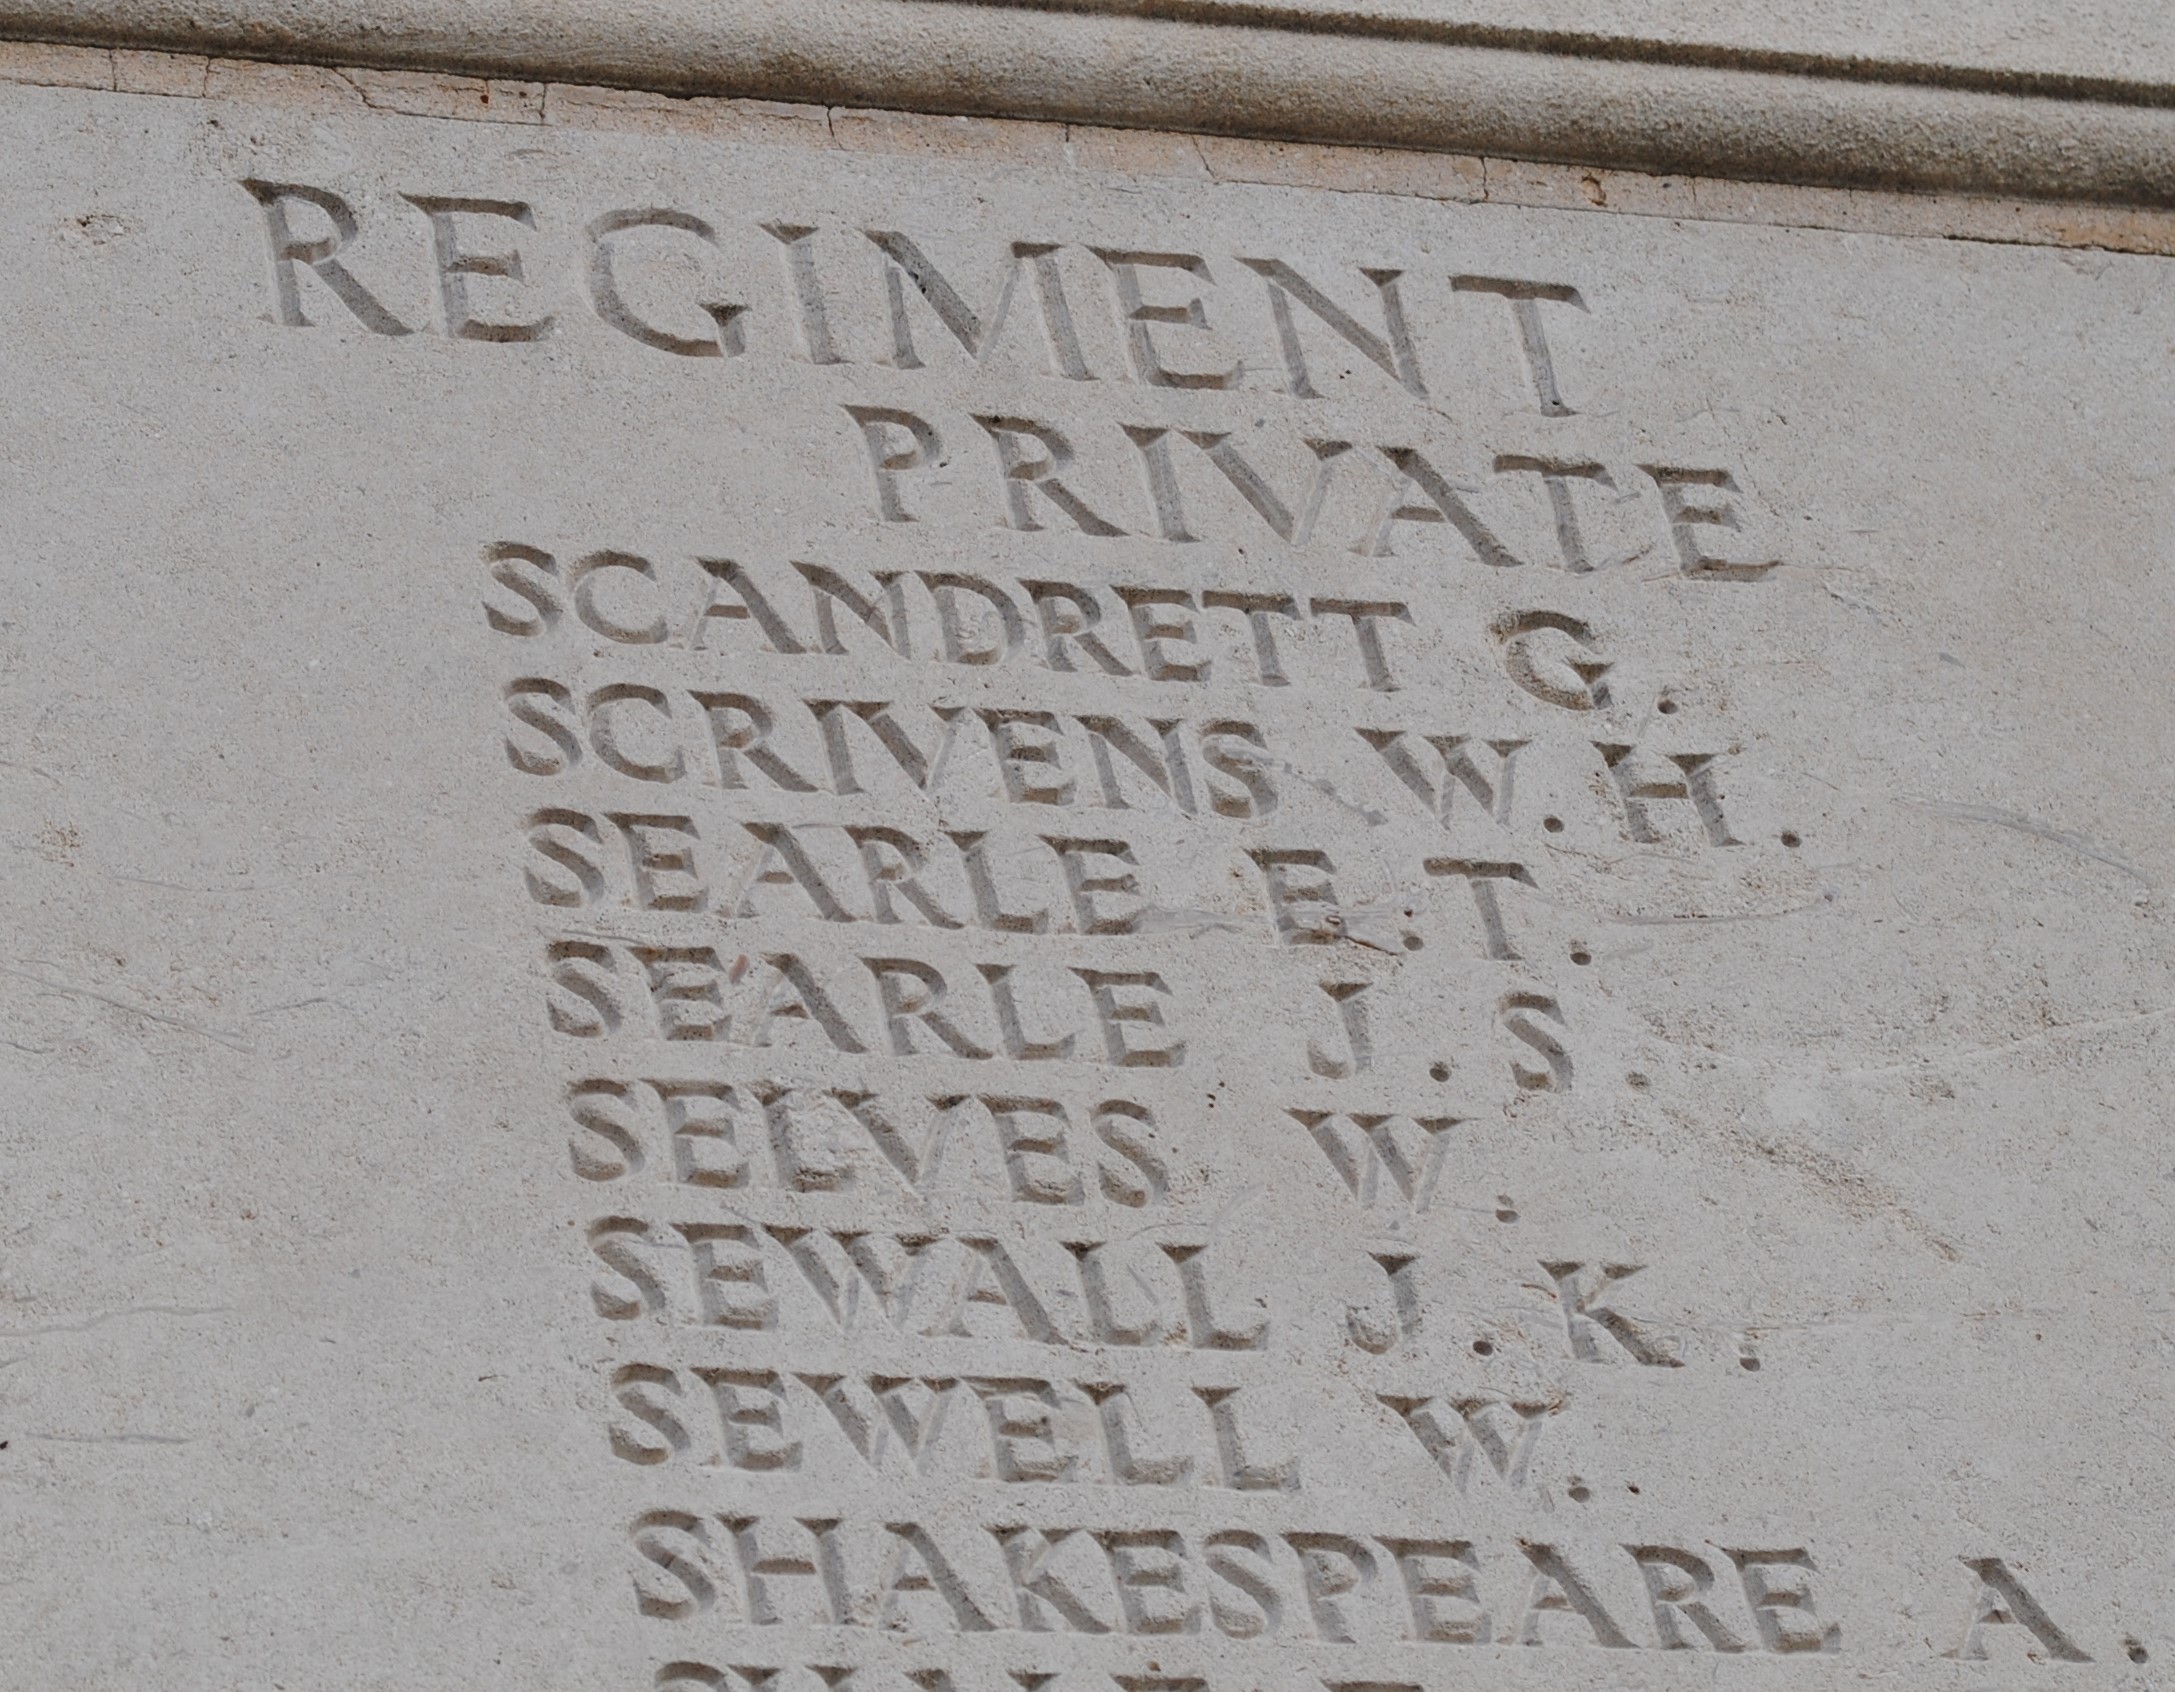 REGIMENT
PRIVATE
SCANDRETT G.
SCRIVENS W.H.
SEARLE E.T.
SEARLE J.S.
SELVES W.
SEWALL J.K.
SEWELL W.
SHAKESPEARE A.